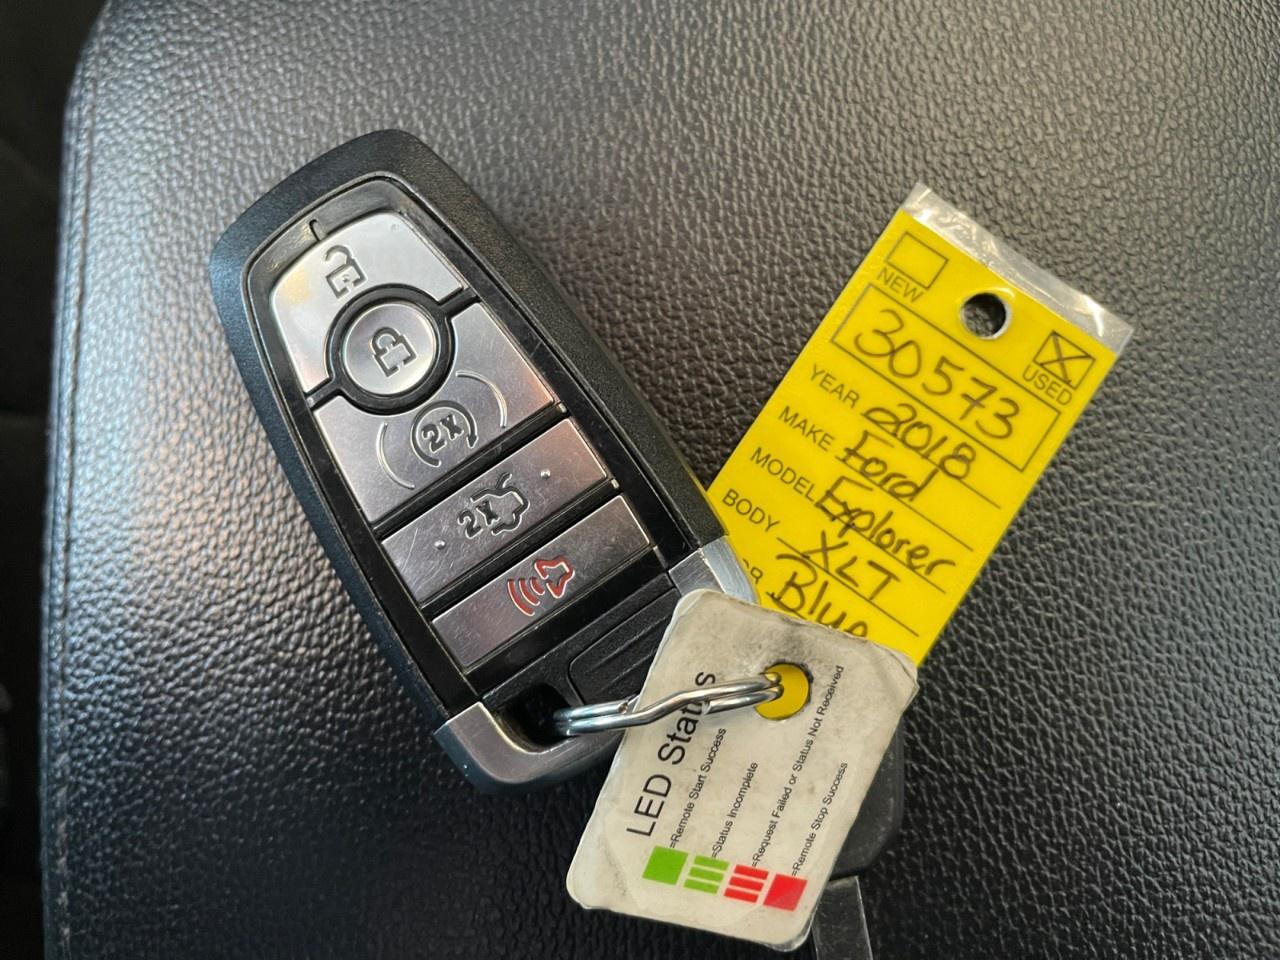 2X
2X
NEW
USED
30573
YEAR 2018
MAKE Ford
MODEL Explorer
BODY XLT
OR Blue
LED Status
=Remote Start Success
=Status Incomplete
=Request Failed or Status Not Received
=Remote Stop Success